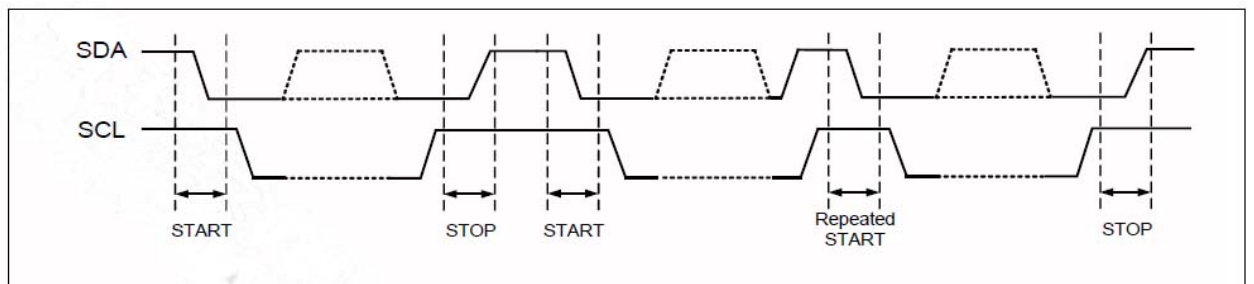 SDA
SCL
START
STOP
START
Repeated
START
STOP